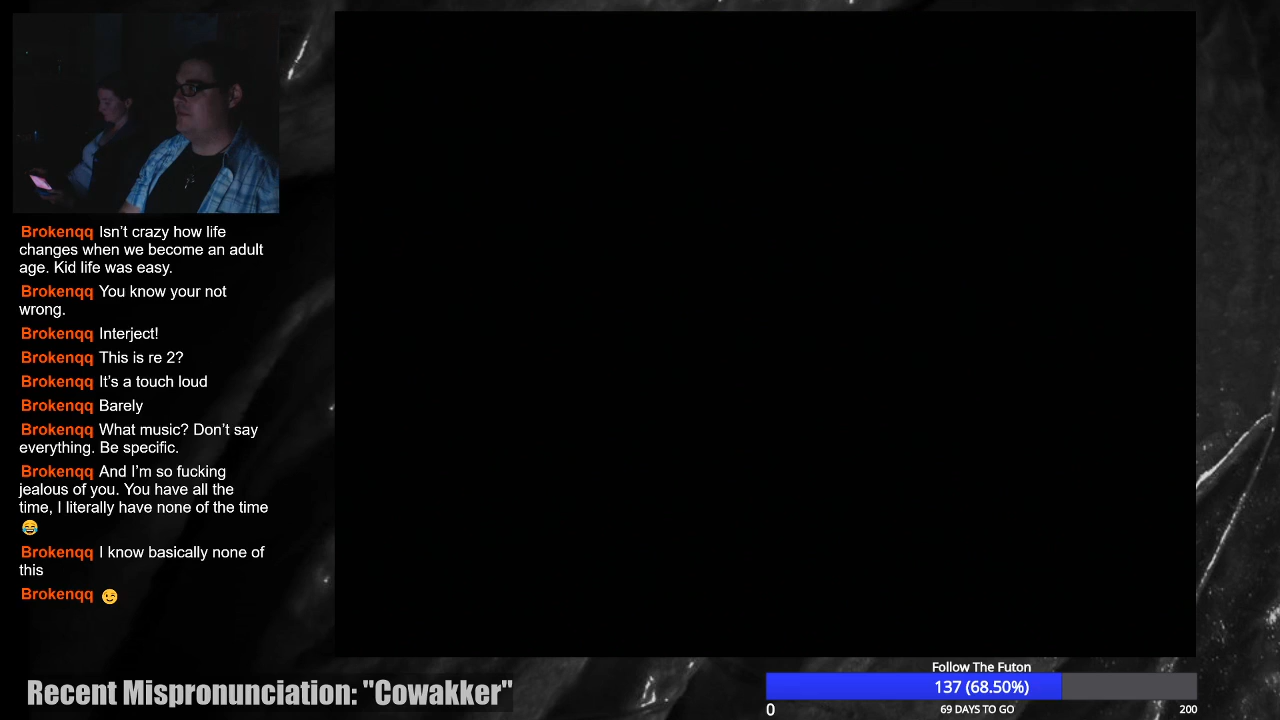 Brokenqq Isn't crazy how life
changes when we become an adult
age. Kid life was easy.
Brokenqq You know your not
wrong.
Brokenqq Interject!
Brokenqq This is re 2?
Brokenqq It's a touch loud
Brokenqq Barely
Brokenqq What music? Don't say
everything. Be specific.
Brokenqq And I'm so fucking
jealous of you. You have all the
time, I literally have none of the time
😂
Brokenqq I know basically none of
this
Brokenqq 😉
Recent Mispronunciation: "Cowakker"
Follow The Futon
137 (68.50%)
0 69 DAYS TO GO 200